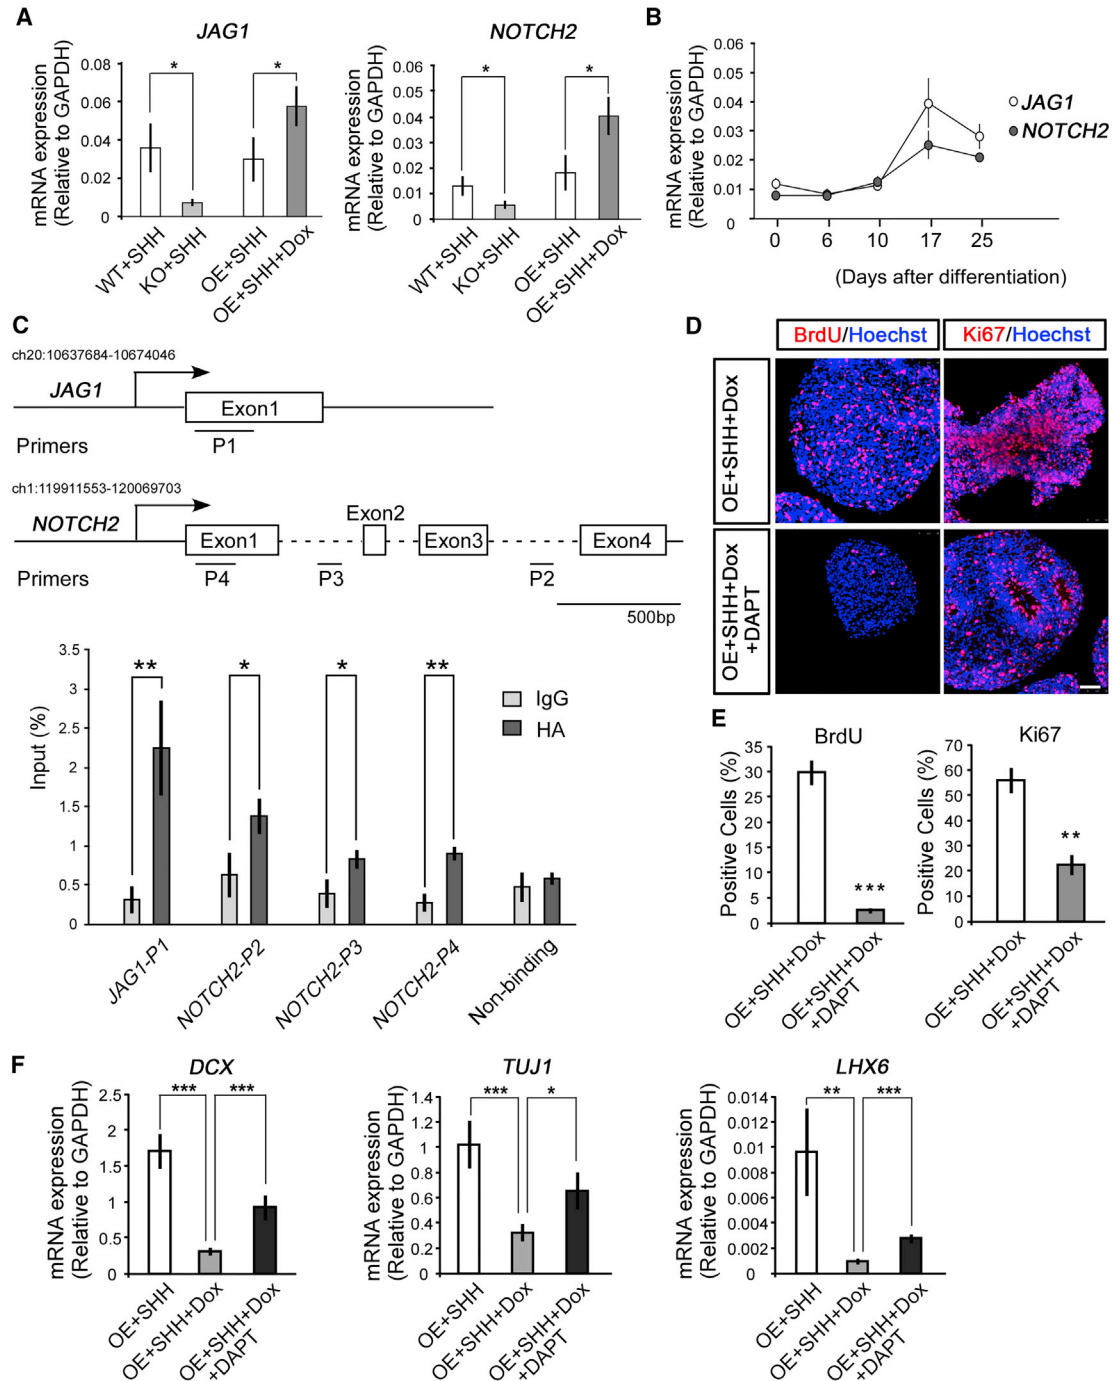 A
JAG1
mRNA expression
(Relative to GAPDH)
0.08
0.06
0.04
0.02
0
*
*
WT+SHH
KO+SHH
OE+SHH
OE+SHH+Dox
NOTCH2
mRNA expression
(Relative to GAPDH)
0.06
0.05
0.04
0.03
0.02
0.01
0
*
*
WT+SHH
KO+SHH
OE+SHH
OE+SHH+Dox
B
mRNA expression
(Relative to GAPDH)
0.06
0.04
0.03
0.02
0.01
0
JAG1
NOTCH2
0 6 10 17 25
(Days after differentiation)
C
ch20:10637684-10674046
JAG1
Exon1
Primers P1
ch1:119911553-120069703
NOTCH2
Exon1 Exon2 Exon3 Exon4
Primers P4 P3 P2
500bp
Input (%)
3.5
3
2.5
2
1.5
1
0.5
0
** * * **
IgG
HA
JAG1-P1
NOTCH2-P2
NOTCH2-P3
NOTCH2-P4
Non-binding
D
BrdU/Hoechst
Ki67/Hoechst
OE+SHH+Dox
OE+SHH+Dox
+DAPT
E
BrdU
Positive Cells (%)
35
30
25
20
15
10
5
0
***
OE+SHH+Dox
OE+SHH+Dox
+DAPT
Ki67
Positive Cells (%)
70
60
50
40
30
20
10
0
**
OE+SHH+Dox
OE+SHH+Dox
+DAPT
F
DCX
mRNA expression
(Relative to GAPDH)
2.5
2
1.5
1
0.5
0
*** ***
OE+SHH
OE+SHH+Dox
OE+SHH+Dox
+DAPT
TUJ1
mRNA expression
(Relative to GAPDH)
1.4
1.2
1
0.8
0.6
0.4
0.2
0
*** *
OE+SHH
OE+SHH+Dox
OE+SHH+Dox
+DAPT
LHX6
mRNA expression
(Relative to GAPDH)
0.014
0.012
0.01
0.008
0.006
0.004
0.002
0
** ***
OE+SHH
OE+SHH+Dox
OE+SHH+Dox
+DAPT